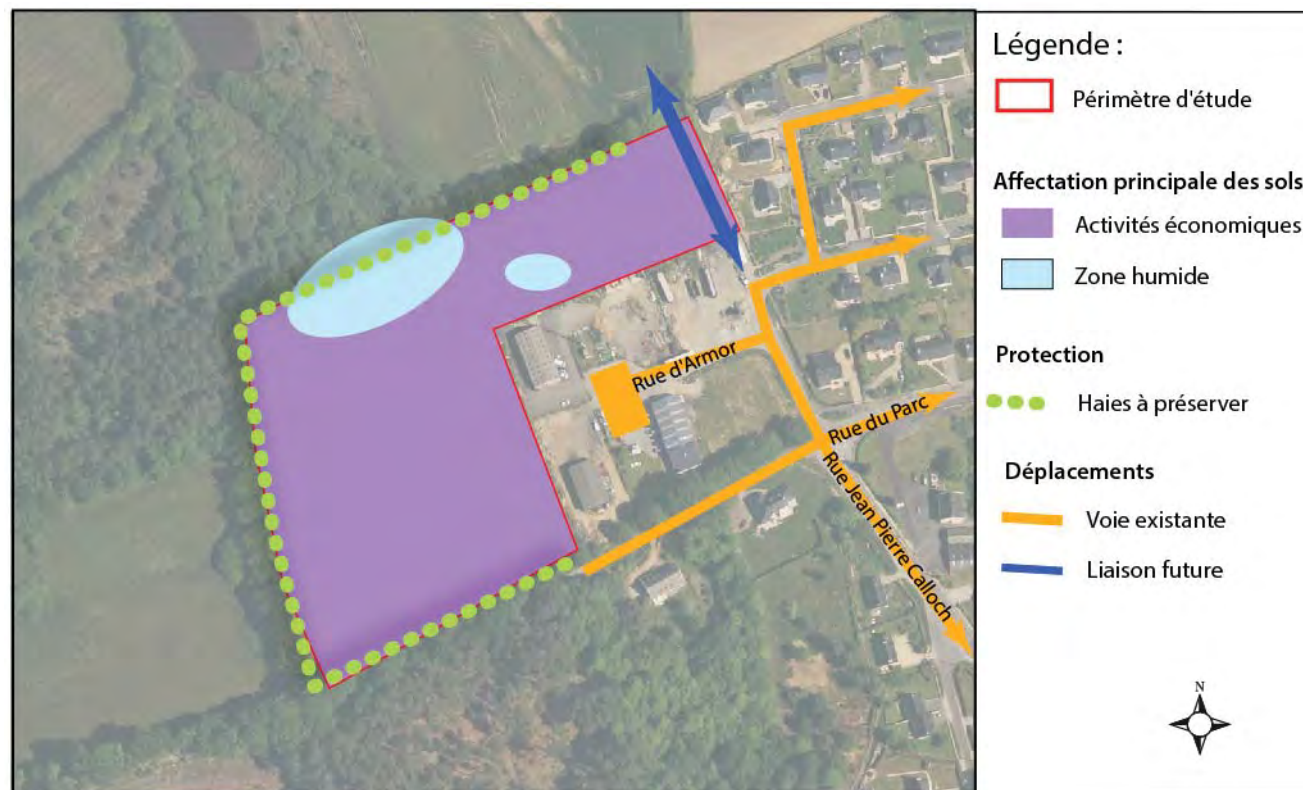 Légende :
Périmètre d'étude
Affectation principale des sols
Activités économiques
Zone humide
Protection
Haies à préserver
Déplacements
Voie existante
Liaison future
N
Rue d'Armor
Rue du Parc
Rue Jean Pierre Calloch